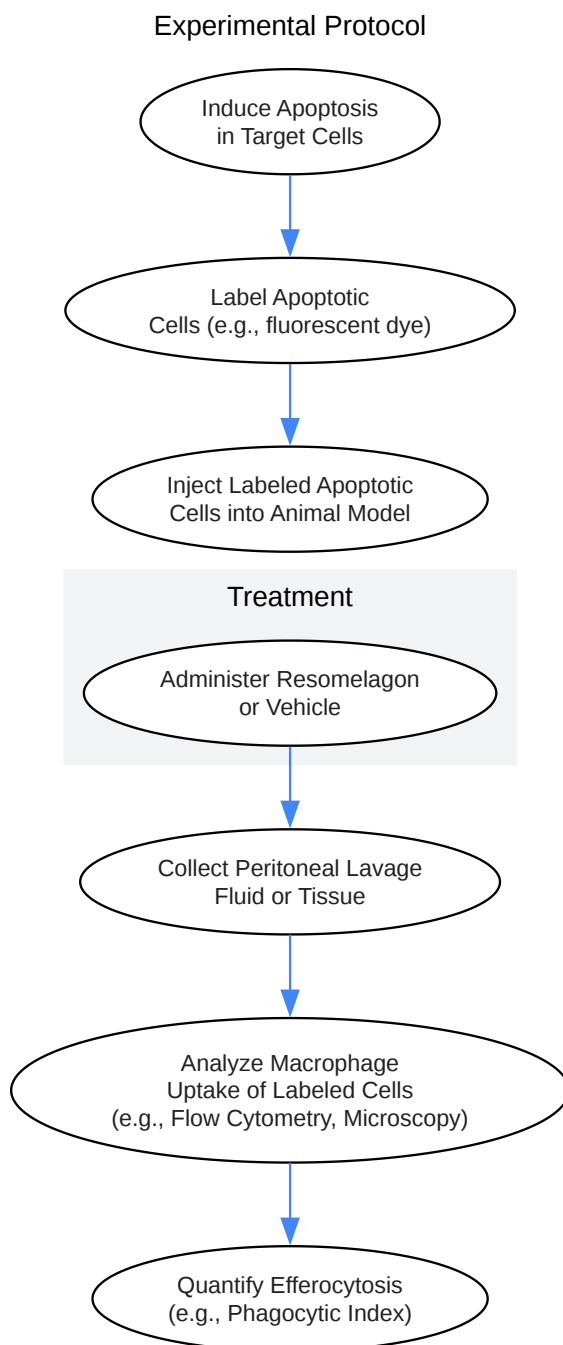 Experimental Protocol
Induce Apoptosis
in Target Cells
Label Apoptotic
Cells (e.g., fluorescent dye)
Inject Labeled Apoptotic
Cells into Animal Model
Treatment
Administer Resomelagon
or Vehicle
Collect Peritoneal Lavage
Fluid or Tissue
Analyze Macrophage
Uptake of Labeled Cells
(e.g., Flow Cytometry, Microscopy)
Quantify Efferocytosis
(e.g., Phagocytic Index)